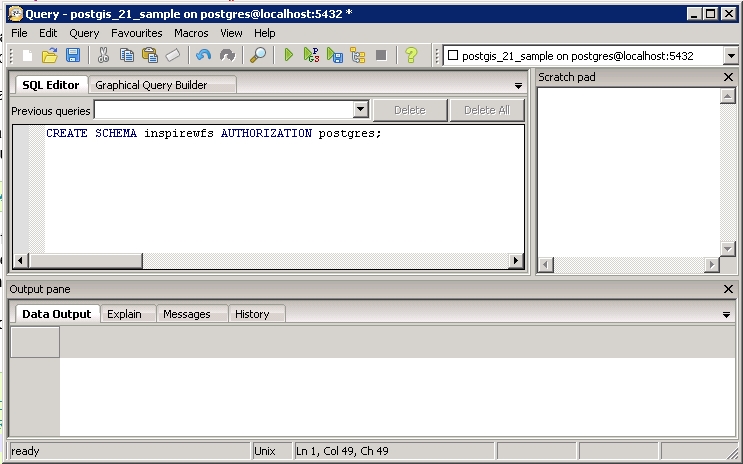 Query - postgis_21_sample on postgres@localhost:5432 *
File Edit Query Favourites Macros View Help
postgis_21_sample on postgres@localhost:5432
SQL Editor Graphical Query Builder
Scratch pad
Previous queries Delete Delete All
CREATE SCHEMA inspirewfs AUTHORIZATION postgres;
Output pane
Data Output Explain Messages History
ready Unix Ln 1, Col 49, Ch 49